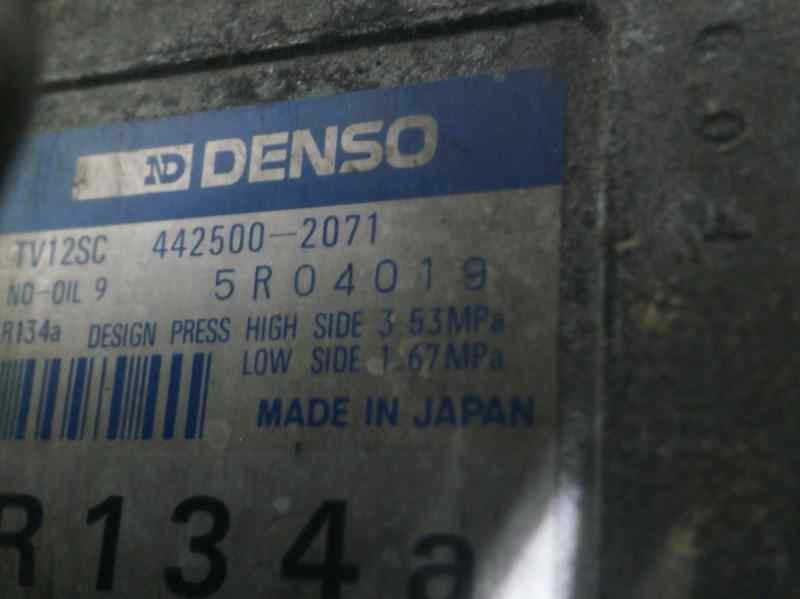 ND DENSO
TV12SC 442500-2071
ND-OIL 9 5R04019
R134a DESIGN PRESS HIGH SIDE 3.53MPa
LOW SIDE 1.67MPa
MADE IN JAPAN
R134a